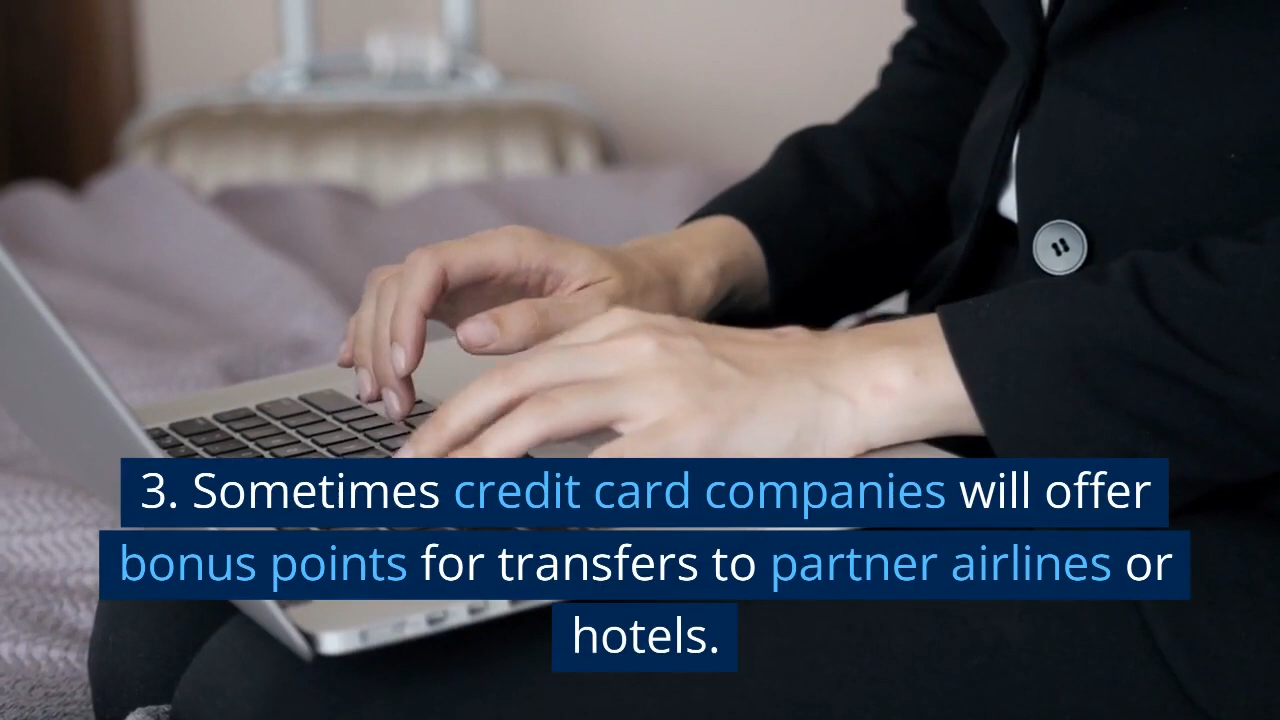 3. Sometimes credit card companies will offer
bonus points for transfers to partner airlines or
hotels.